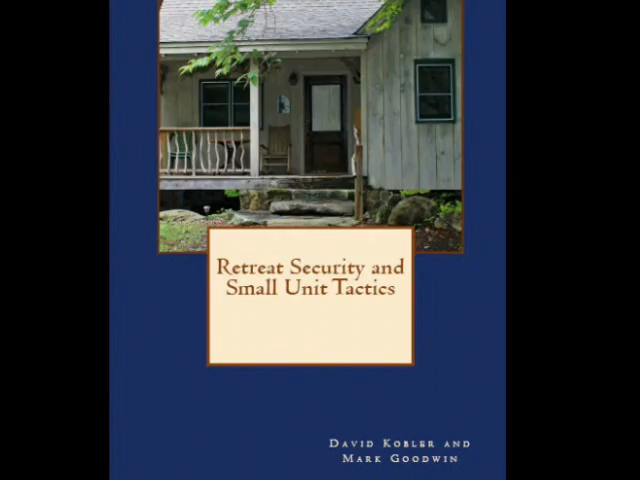 Retreat Security and
Small Unit Tactics
David Kobler and
Mark Goodwin